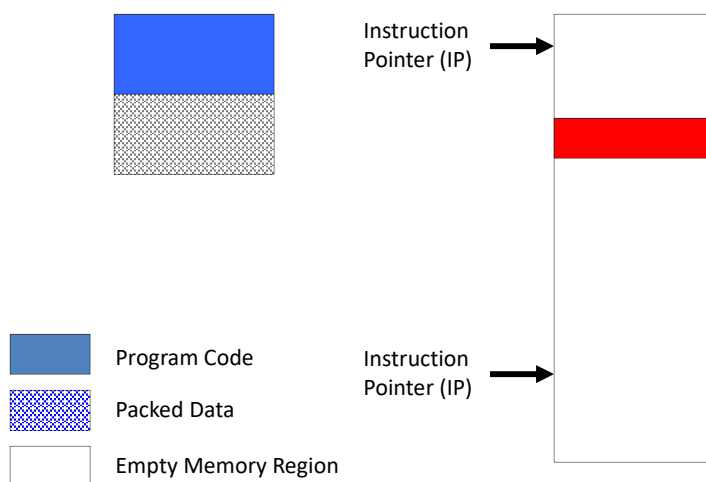 Instruction
Pointer (IP)
Program Code
Instruction
Pointer (IP)
Packed Data
Empty Memory Region